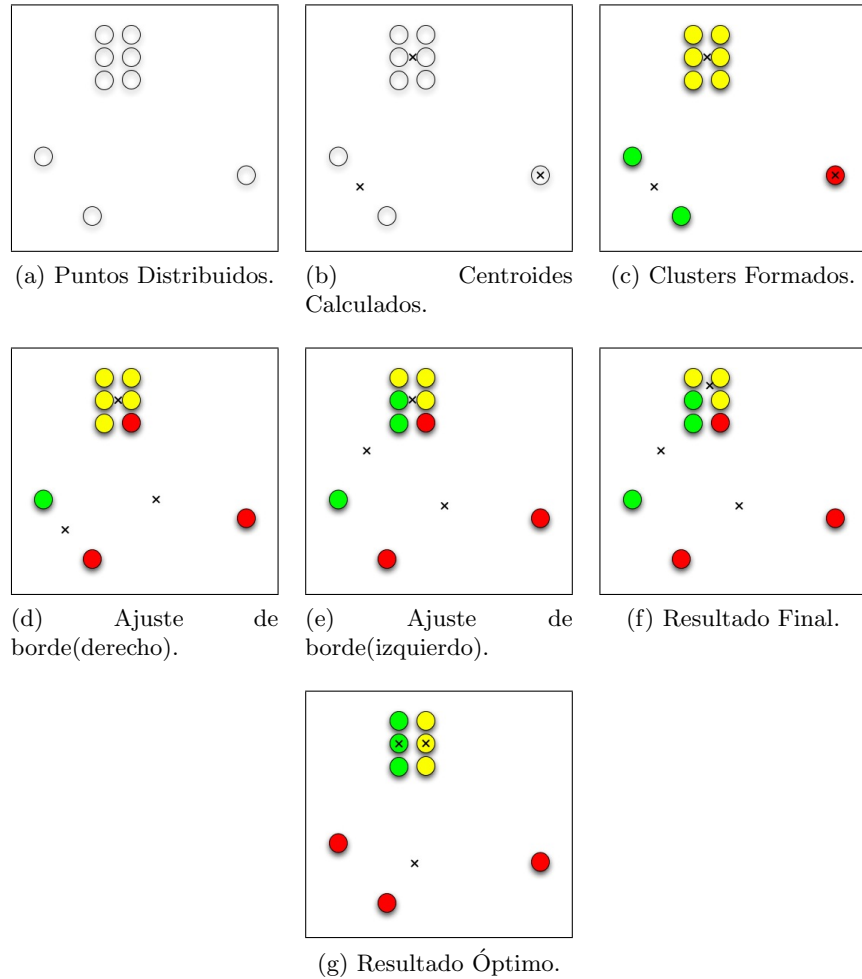 (a) Puntos Distribuidos.
(b) Centroides
Calculados.
(c) Clusters Formados.
(d) Ajuste de
borde(derecho).
(e) Ajuste de
borde(izquierdo).
(f) Resultado Final.
(g) Resultado Óptimo.